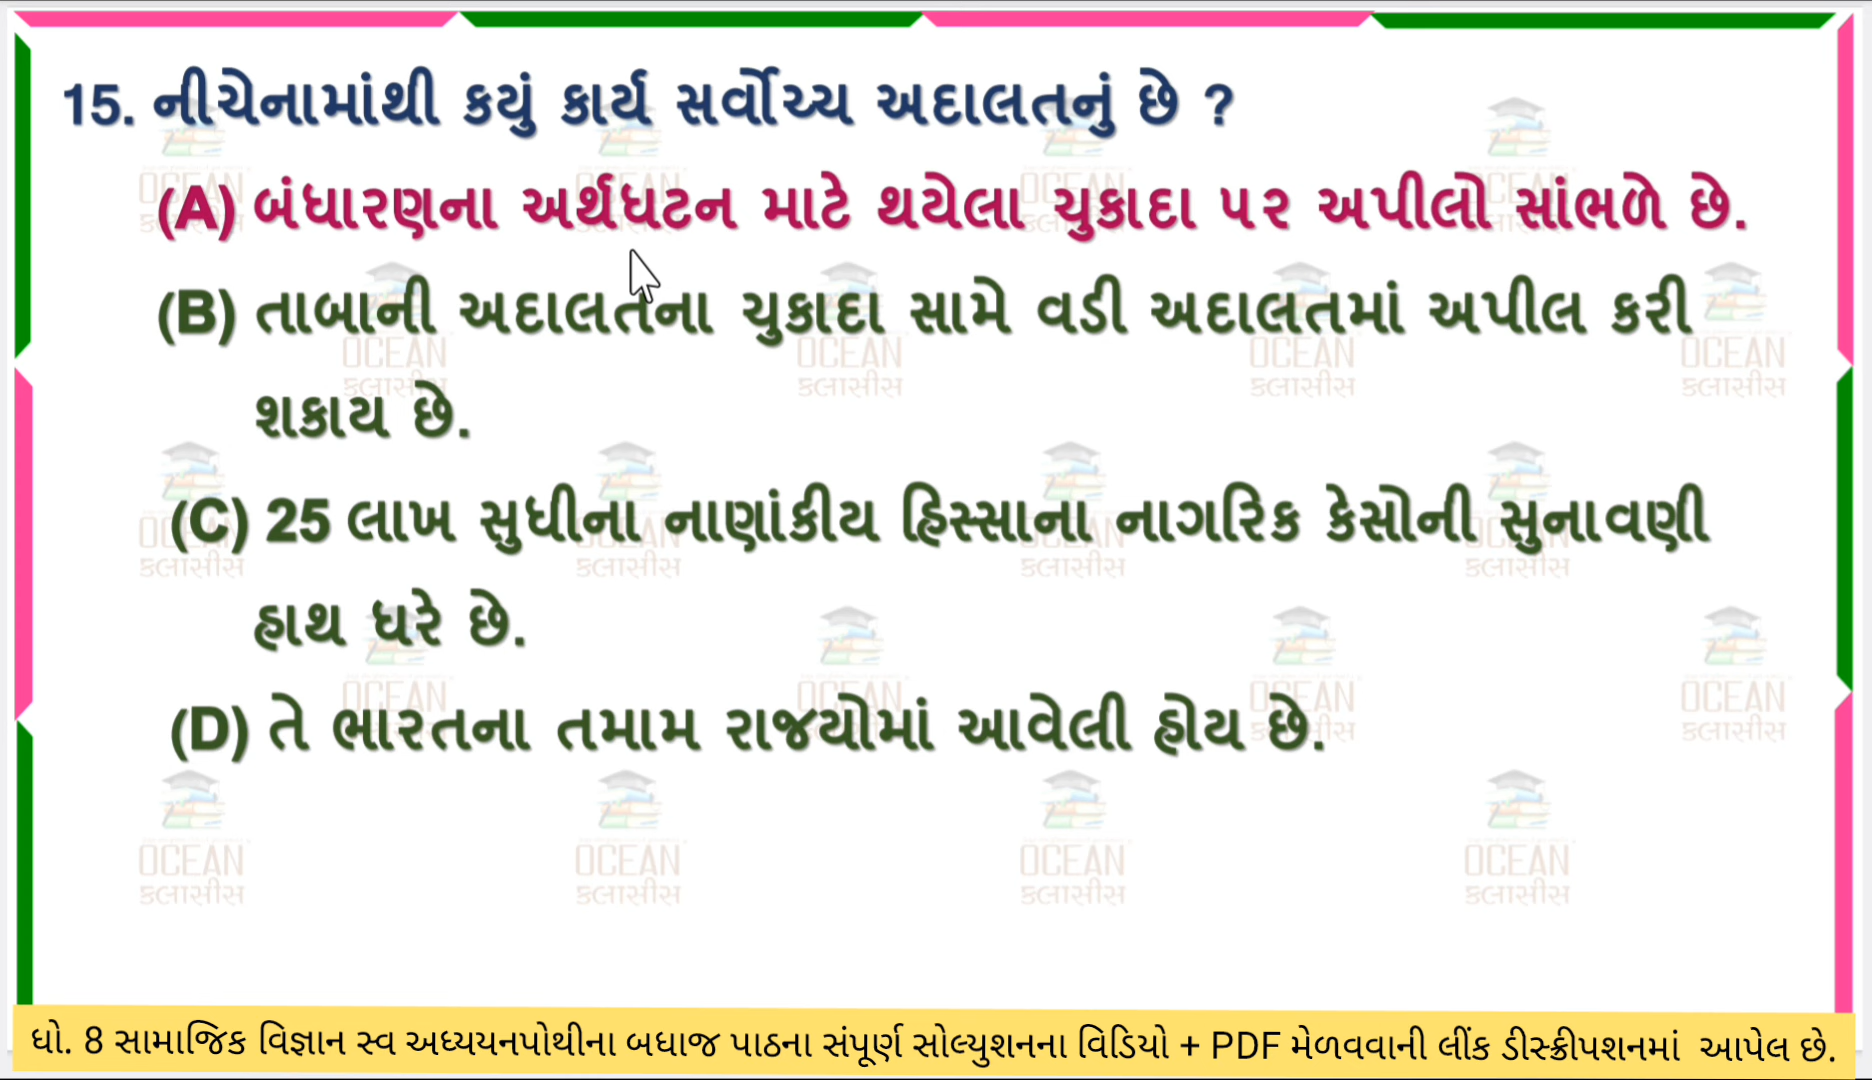 15. નીચેનામાંથી કયું કાર્ય સર્વોચ્ચ અદાલતનું છે ?
(A) બંધારણના અર્થઘટન માટે થયેલા ચુકાદા પર અપીલો સાંભળે છે.
(B) તાબાની અદાલતના ચુકાદા સામે વડી અદાલતમાં અપીલ કરી
શકાય છે.
(C) 25 લાખ સુધીના નાણાંકીય હિસ્સાના નાગરિક કેસોની સુનાવણી
હાથ ધરે છે.
(D) તે ભારતના તમામ રાજ્યોમાં આવેલી હોય છે.
OCEAN
ક્લાસીસ
ધો. 8 સામાજિક વિજ્ઞાન સ્વ અધ્યયનપોથીના બધાજ પાઠના સંપૂર્ણ સોલ્યુશનના વિડિયો + PDF મેળવવાની લીંક ડીસ્ક્રીપશનમાં આપેલ છે.